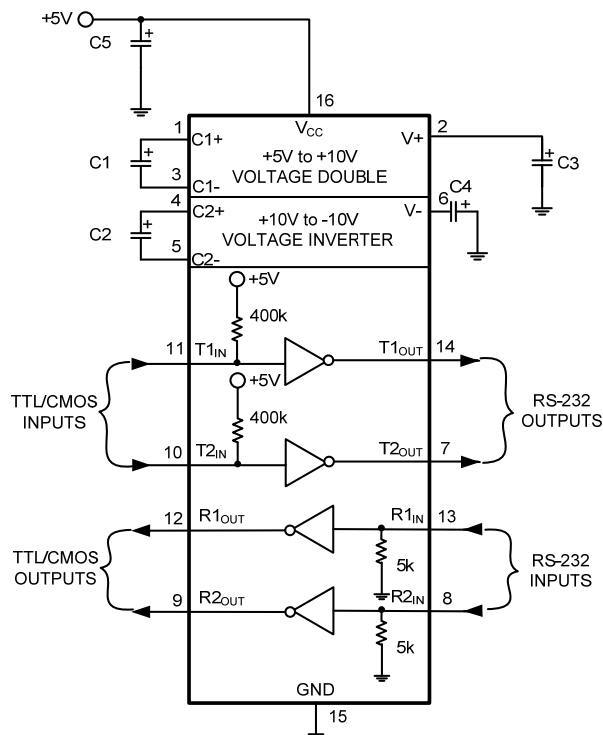 +5V
C5
16
1
VCC
2
C1+
V+
C1
+5V to +10V
VOLTAGE DOUBLE
C3
3
C1-
4
C2+
C4
V-
6
C2
+10V to -10V
VOLTAGE INVERTER
5
C2-
+5V
400k
11
T1IN
T1OUT
14
+5V
TTL/CMOS
INPUTS
400k
RS-232
OUTPUTS
10
T2IN
T2OUT
7
12
R1OUT
R1IN
13
TTL/CMOS
OUTPUTS
5k
RS-232
INPUTS
9
R2OUT
R2IN
8
5k
GND
15